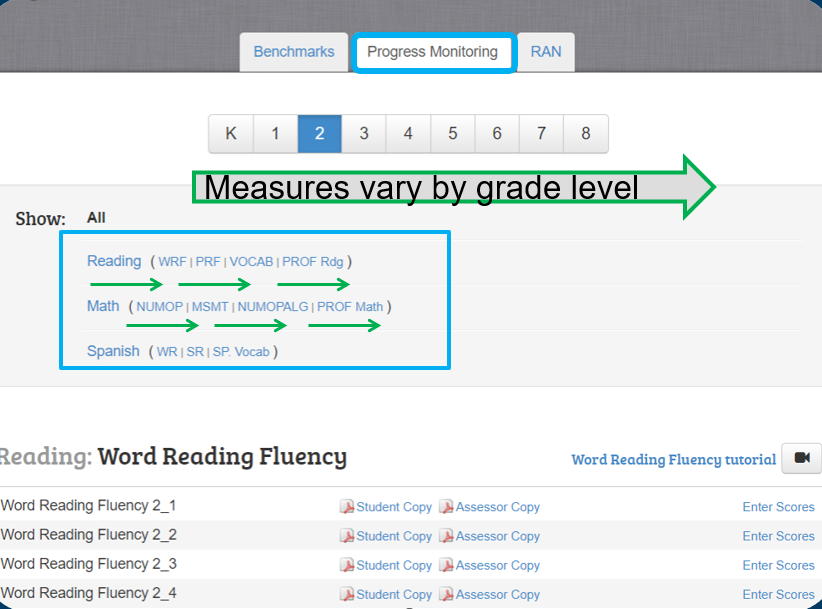 Benchmarks Progress Monitoring RAN
K 1 2 3 4 5 6 7 8
Measures vary by grade level
Show: All
Reading ( WRF | PRF | VOCAB | PROF Rdg )
Math ( NUMOP | MSMT | NUMOPALG | PROF Math )
Spanish ( WR | SR | SP. Vocab )
Reading: Word Reading Fluency Word Reading Fluency tutorial
Word Reading Fluency 2_1 Student Copy Assessor Copy Enter Scores
Word Reading Fluency 2_2 Student Copy Assessor Copy Enter Scores
Word Reading Fluency 2_3 Student Copy Assessor Copy Enter Scores
Word Reading Fluency 2_4 Student Copy Assessor Copy Enter Scores